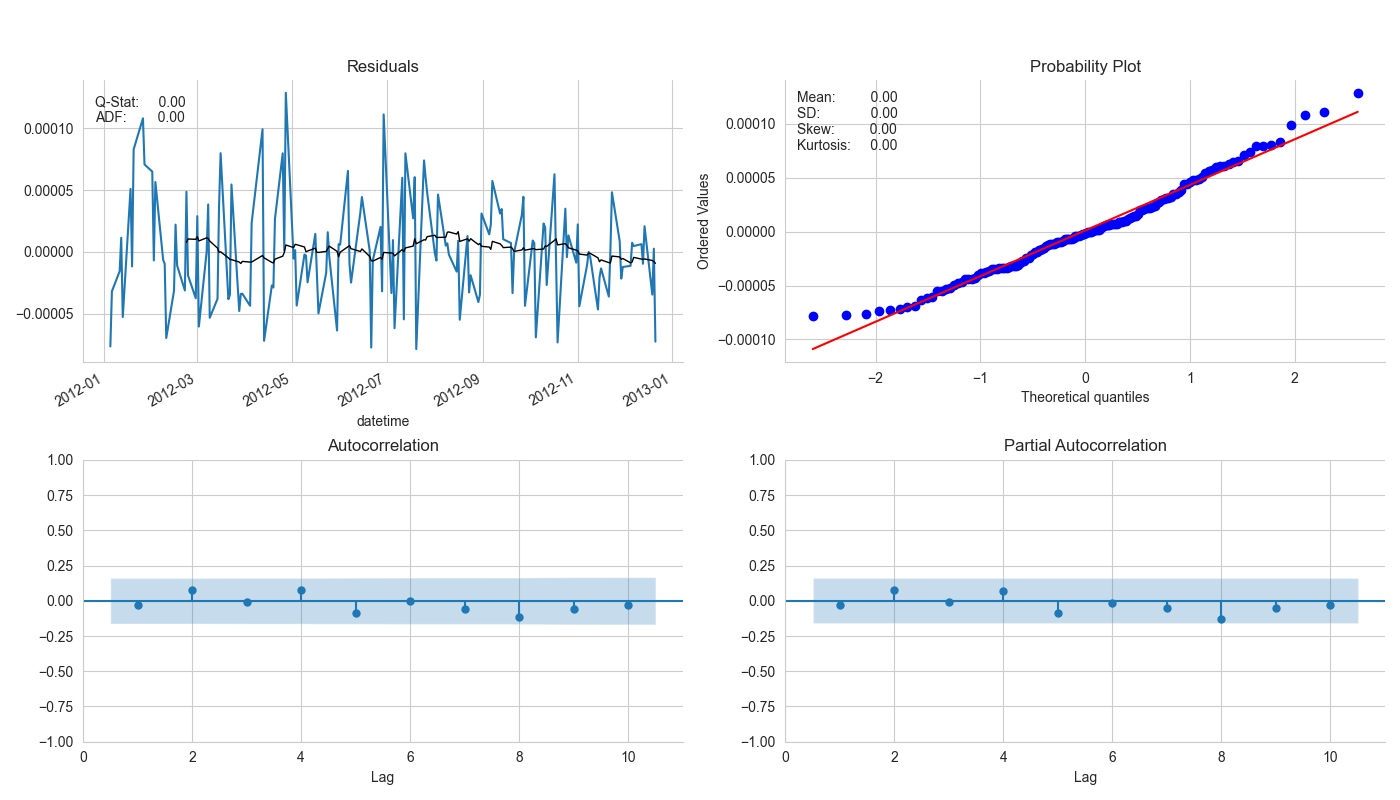 Residuals
Q-Stat: 0.00
ADF: 0.00
0.00010
0.00005
0.00000
−0.00005
2012-01
2012-03
2012-05
2012-07
2012-09
2012-11
2013-01
datetime
Probability Plot
Mean: 0.00
SD: 0.00
Skew: 0.00
Kurtosis: 0.00
Ordered Values
0.00010
0.00005
0.00000
−0.00005
−0.00010
−2 −1 0 1 2
Theoretical quantiles
Autocorrelation
1.00
0.75
0.50
0.25
0.00
−0.25
−0.50
−0.75
−1.00
0 2 4 6 8 10
Lag
Partial Autocorrelation
1.00
0.75
0.50
0.25
0.00
−0.25
−0.50
−0.75
−1.00
0 2 4 6 8 10
Lag